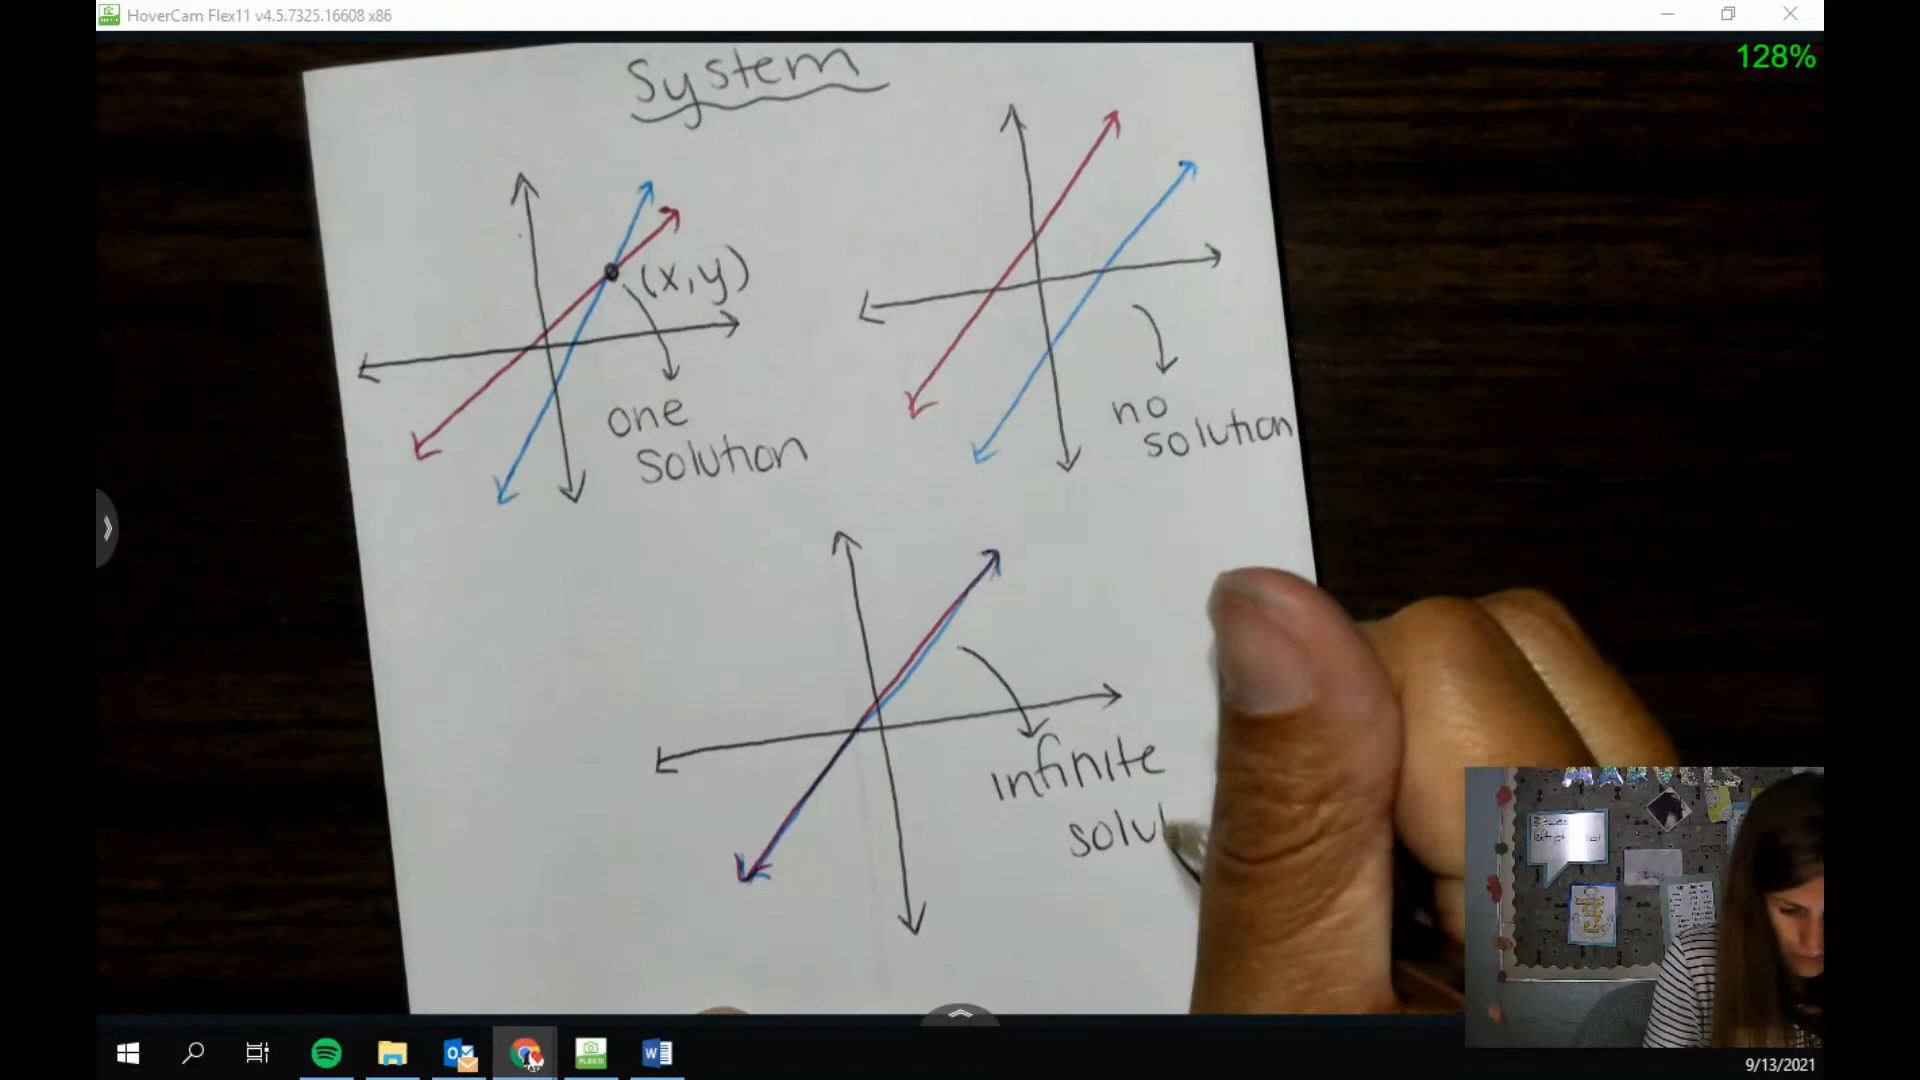 HoverCam Flex11 v4.5.7325.16608 x86
128%
System
(x,y)
one
solution
no
solution
infinite
solu
9/13/2021